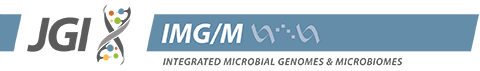 JGI IMG/M
INTEGRATED MICROBIAL GENOMES & MICROBIOMES